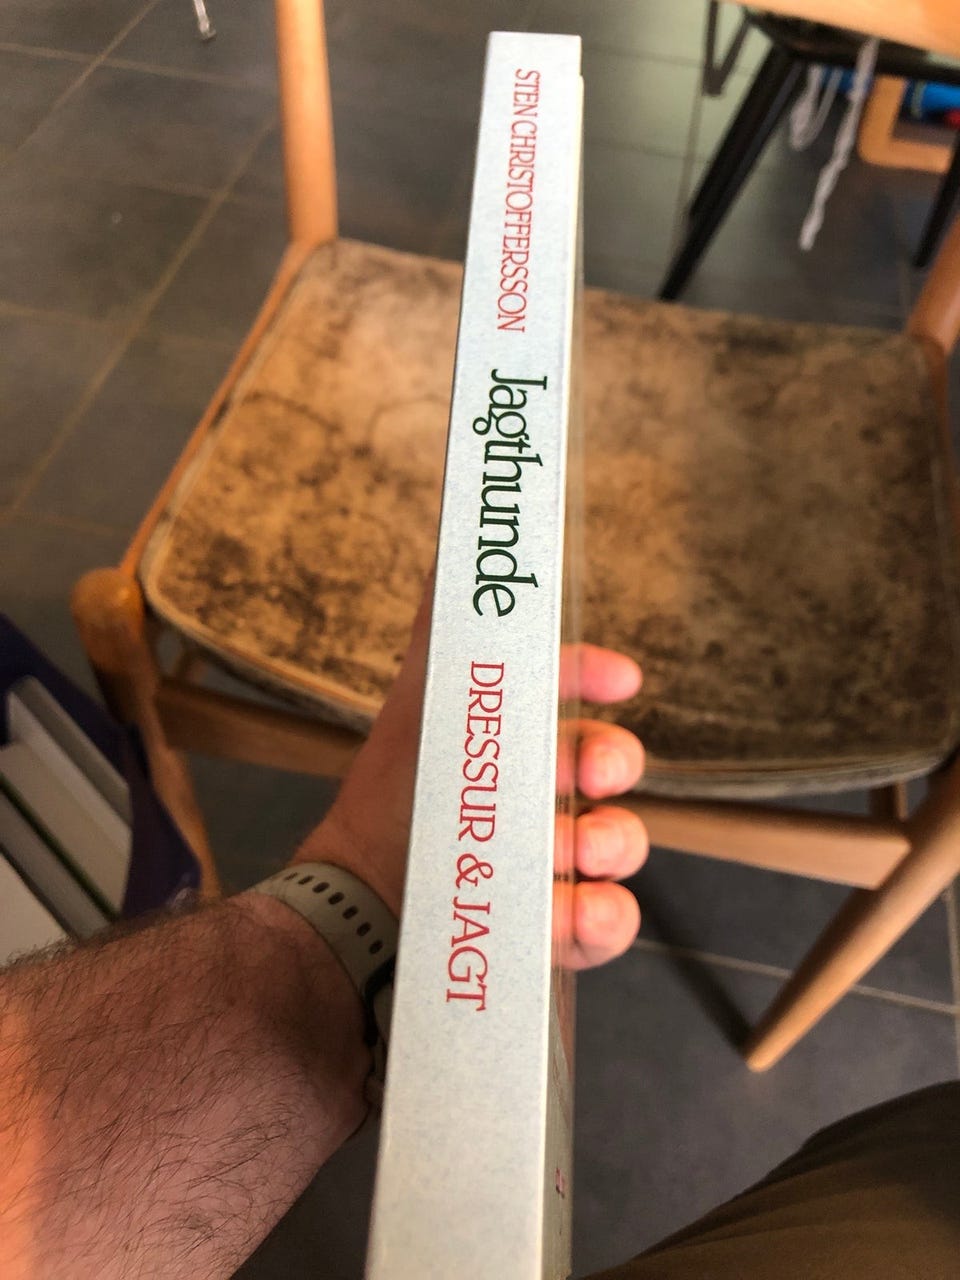 STEN CHRISTOFFERSSON Jagthunde DRESSUR & JAGT